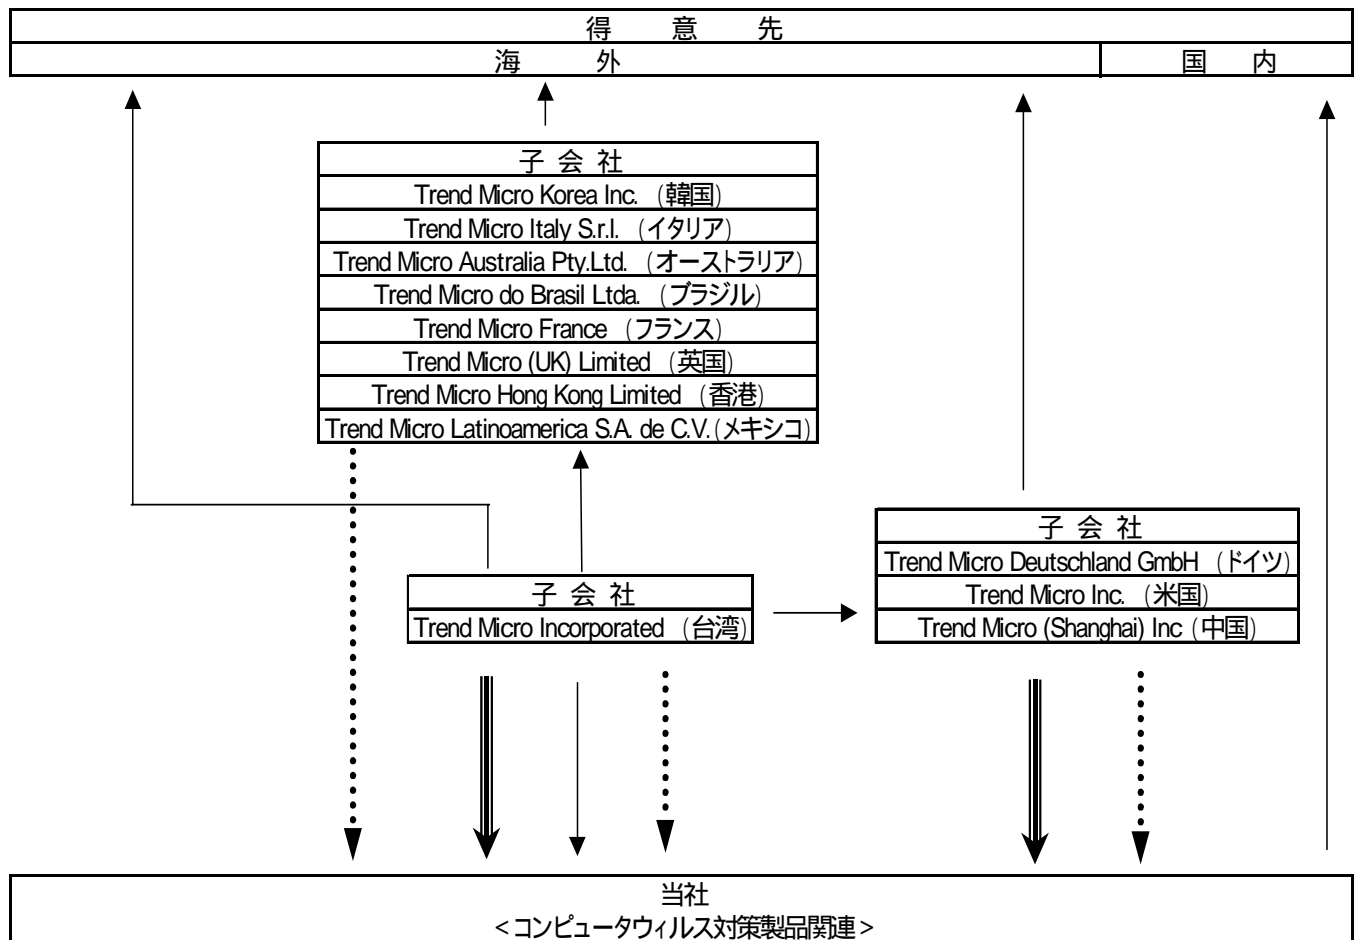 得意先
海外 国内
子会社
Trend Micro Korea Inc. (韓国)
Trend Micro Italy S.r.l. (イタリア)
Trend Micro Australia Pty.Ltd. (オーストラリア)
Trend Micro do Brasil Ltda. (ブラジル)
Trend Micro France (フランス)
Trend Micro (UK) Limited (英国)
Trend Micro Hong Kong Limited (香港)
Trend Micro Latinoamerica S.A. de C.V. (メキシコ)
子会社
Trend Micro Incorporated (台湾)
子会社
Trend Micro Deutschland GmbH (ドイツ)
Trend Micro Inc. (米国)
Trend Micro (Shanghai) Inc (中国)
当社
<コンピュータウィルス対策製品関連>